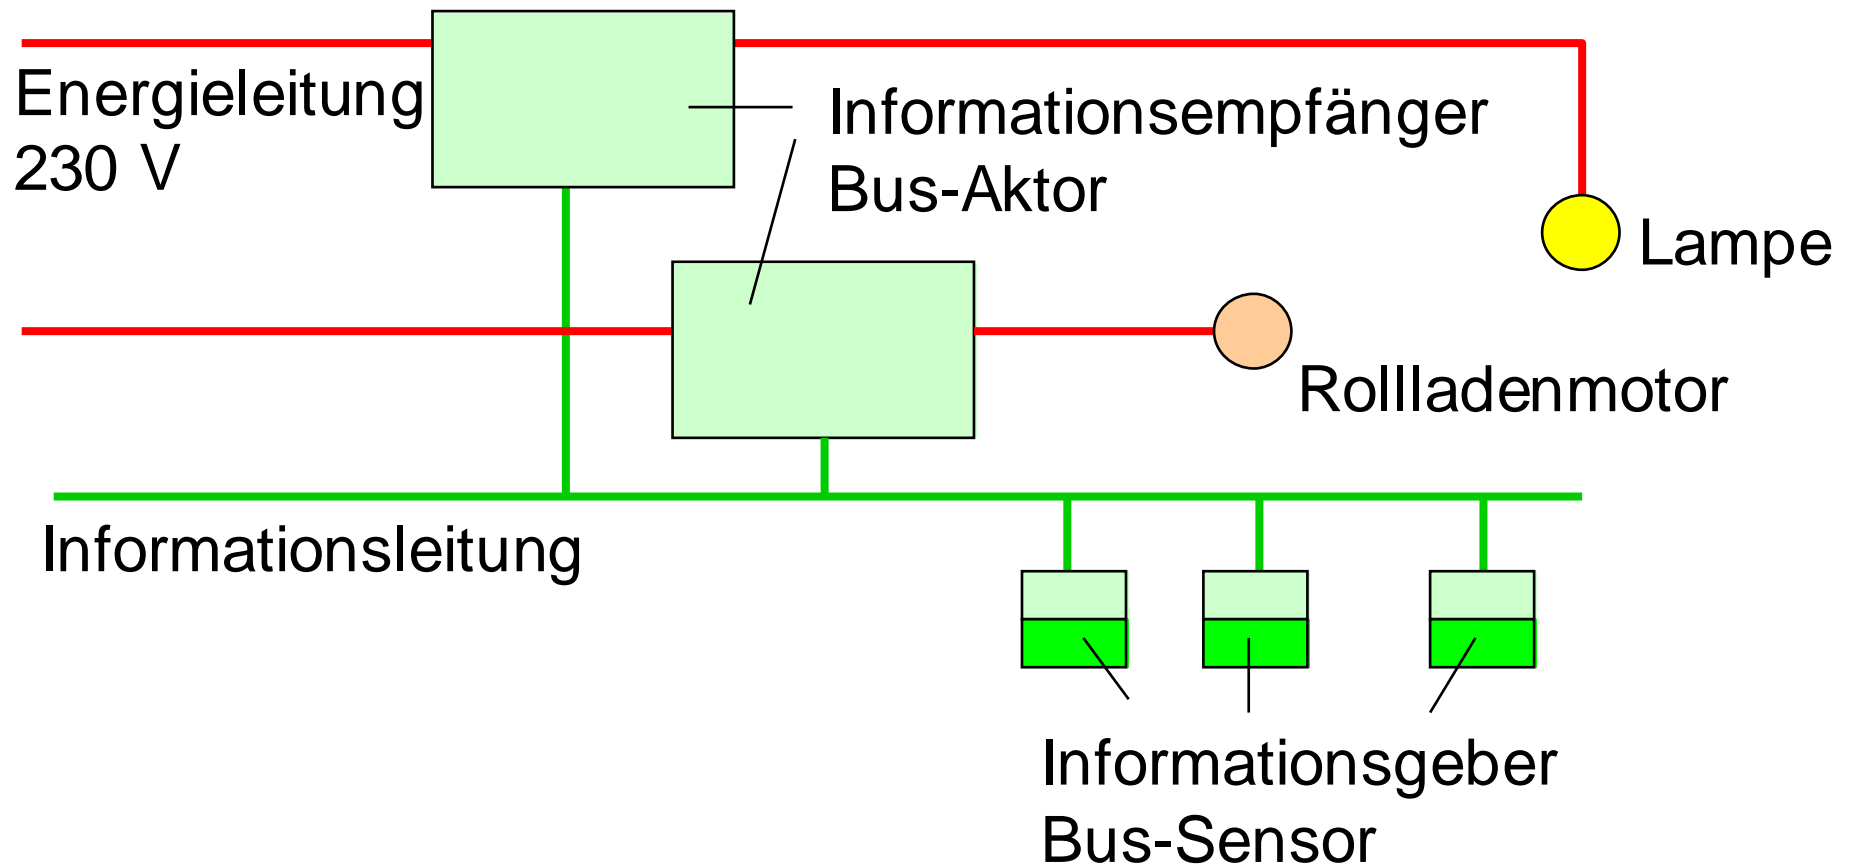 Energieleitung
230 V
Informationsempfänger
Bus-Aktor
Lampe
Rollladenmotor
Informationsleitung
Informationsgeber
Bus-Sensor